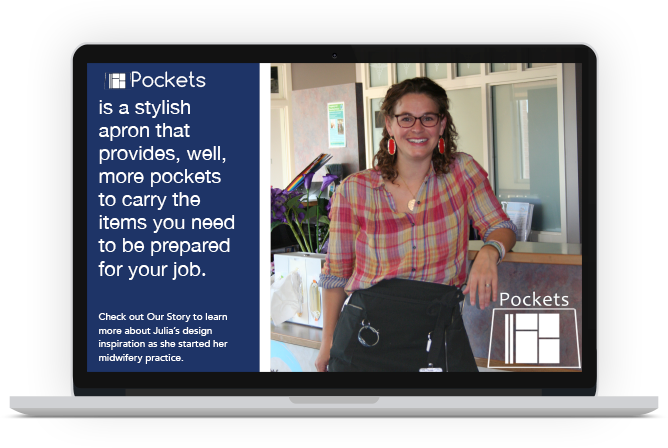 Pockets
is a stylish
apron that
provides, well,
more pockets
to carry the
items you need
to be prepared
for your job.
Check out Our Story to learn
more about Julia's design
inspiration as she started her
midwifery practice.
Pockets